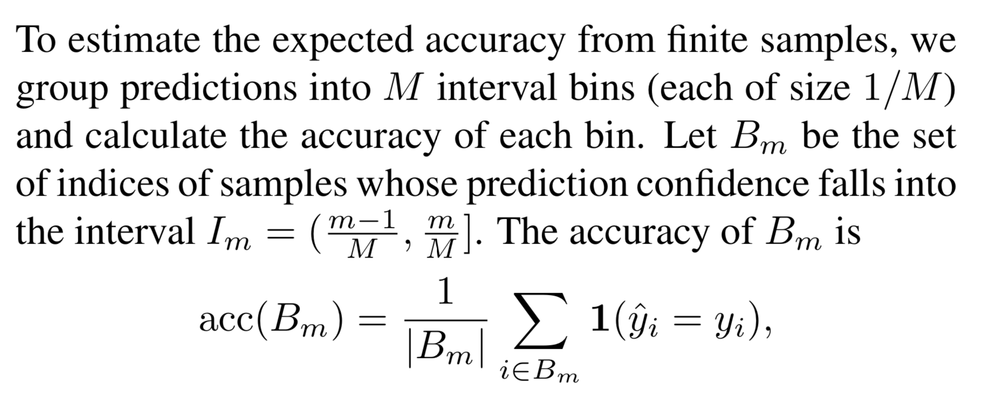 To estimate the expected accuracy from finite samples, we
group predictions into M interval bins (each of size 1/M)
and calculate the accuracy of each bin. Let B_m be the set
of indices of samples whose prediction confidence falls into
the interval I_m = (\frac{m-1}{M}, \frac{m}{M}]. The accuracy of B_m is
acc(B_m) = \frac{1}{|B_m|} \sum_{i \in B_m} \mathbf{1}(\hat{y}_i = y_i),